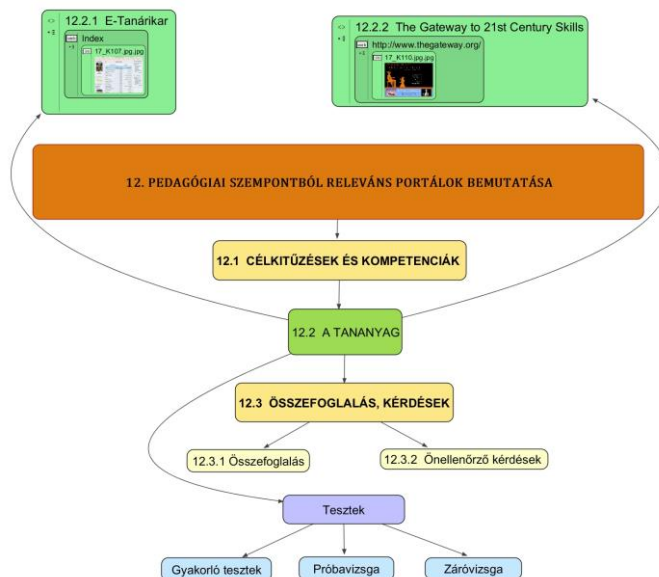 12.2.1 E-Tanárikar
Index
17_K107.jpg.jpg
12.2.2 The Gateway to 21st Century Skills
http://www.thegateway.org/
17_K110.jpg.jpg
12. PEDAGÓGIAI SZEMPONTBÓL RELEVÁNS PORTÁLOK BEMUTATÁSA
12.1 CÉLKITŰZÉSEK ÉS KOMPETENCIÁK
12.2 A TANANYAG
12.3 ÖSSZEFOGLALÁS, KÉRDÉSEK
12.3.1 Összefoglalás
12.3.2 Önellenőrző kérdések
Tesztek
Gyakorló tesztek
Próbavizsga
Záróvizsga